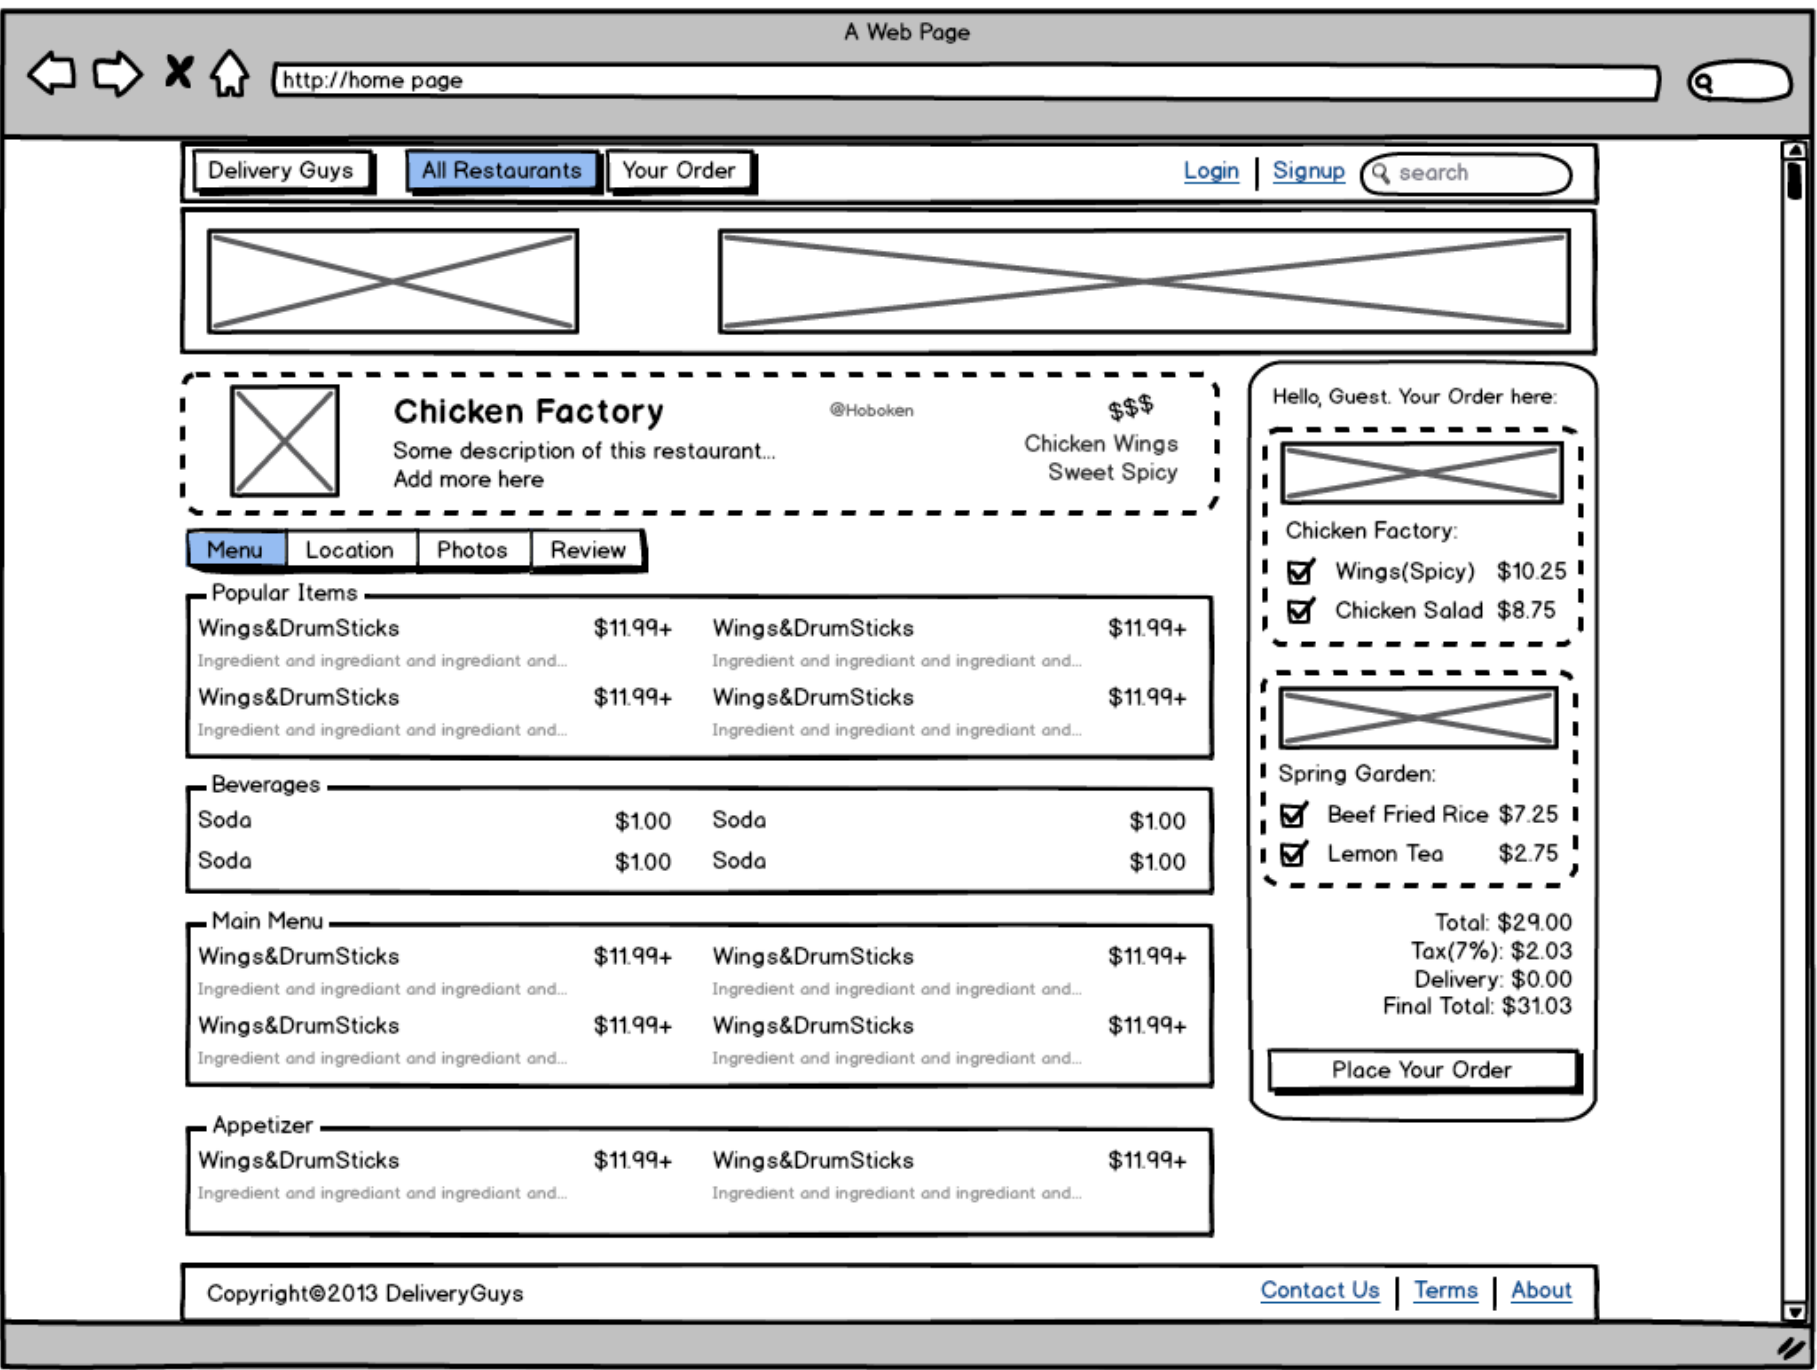 A Web Page
http://home page
Delivery Guys All Restaurants Your Order Login Signup search
Chicken Factory @Hoboken $$$
Some description of this restaurant... Chicken Wings
Add more here Sweet Spicy
Menu Location Photos Review
Popular Items
Wings&DrumSticks $11.99+ Wings&DrumSticks $11.99+
Ingredient and ingrediant and ingrediant and... Ingredient and ingrediant and ingrediant and...
Wings&DrumSticks $11.99+ Wings&DrumSticks $11.99+
Ingredient and ingrediant and ingrediant and... Ingredient and ingrediant and ingrediant and...
Beverages
Soda $1.00 Soda $1.00
Soda $1.00 Soda $1.00
Main Menu
Wings&DrumSticks $11.99+ Wings&DrumSticks $11.99+
Ingredient and ingrediant and ingrediant and... Ingredient and ingrediant and ingrediant and...
Wings&DrumSticks $11.99+ Wings&DrumSticks $11.99+
Ingredient and ingrediant and ingrediant and... Ingredient and ingrediant and ingrediant and...
Appetizer
Wings&DrumSticks $11.99+ Wings&DrumSticks $11.99+
Ingredient and ingrediant and ingrediant and... Ingredient and ingrediant and ingrediant and...
Hello, Guest. Your Order here:
Chicken Factory:
Wings(Spicy) $10.25
Chicken Salad $8.75
Spring Garden:
Beef Fried Rice $7.25
Lemon Tea $2.75
Total: $29.00
Tax(7%): $2.03
Delivery: $0.00
Final Total: $31.03
Place Your Order
Copyright©2013 DeliveryGuys Contact Us Terms About